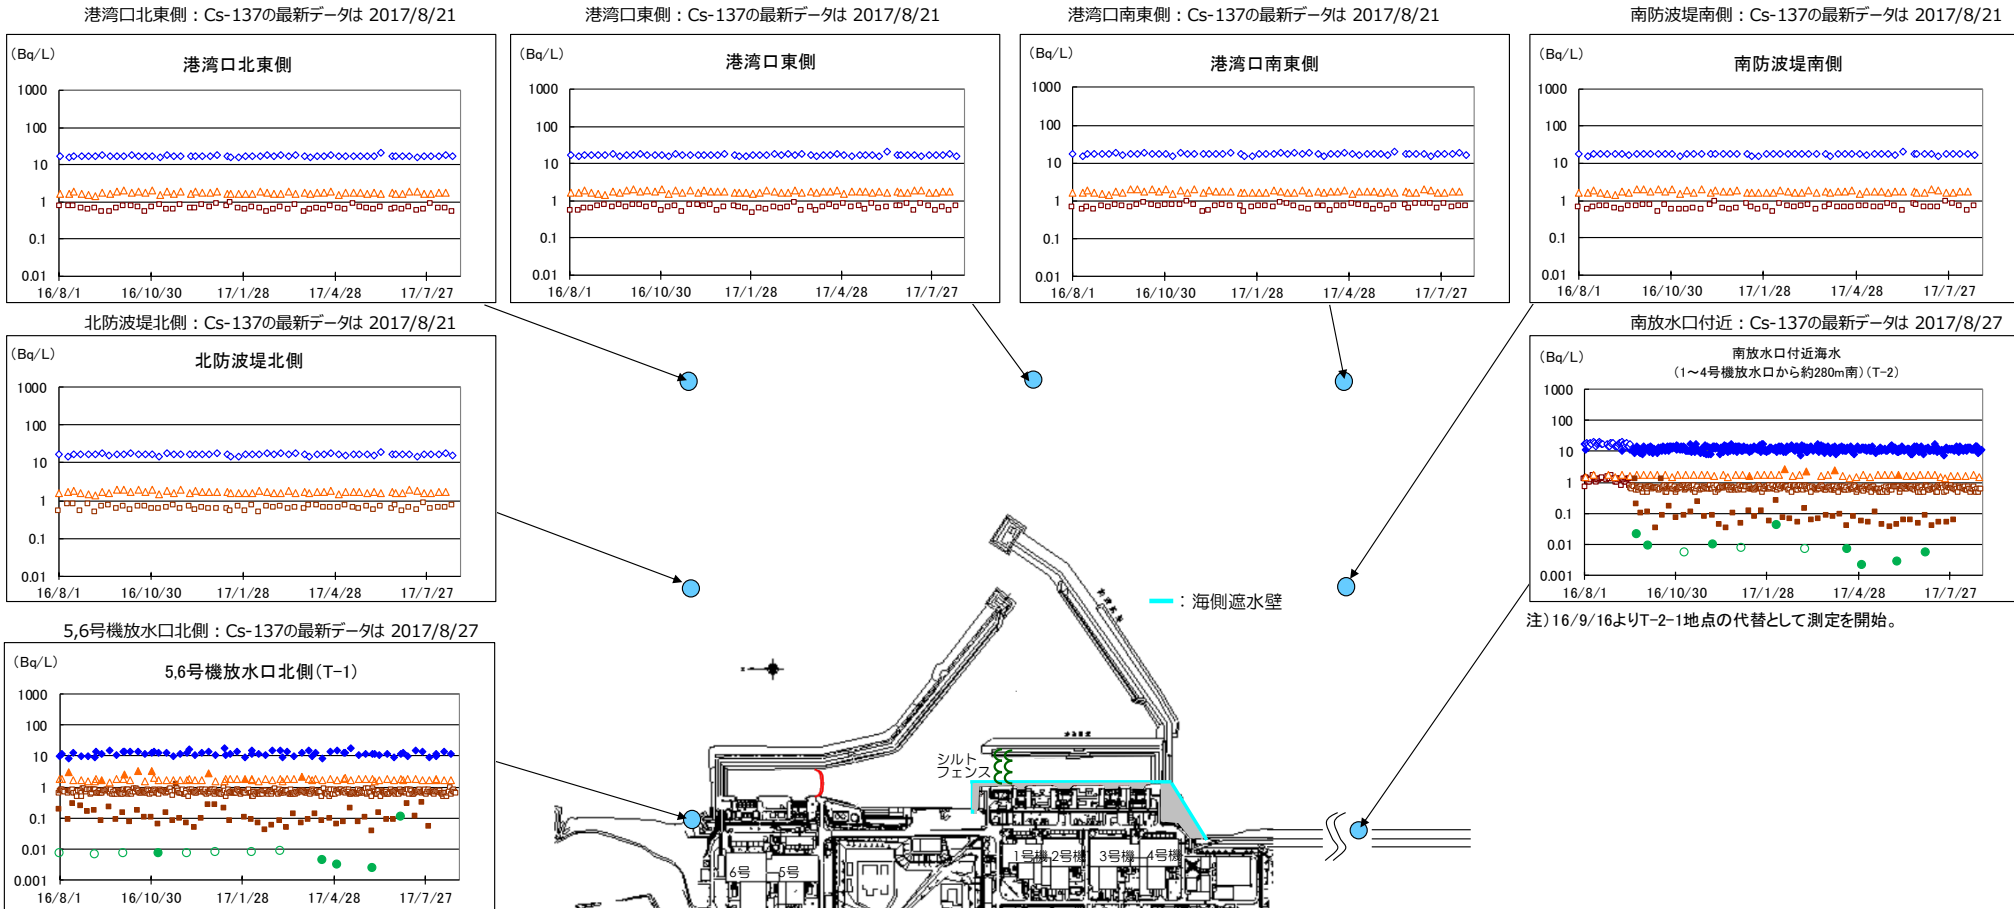 港湾口北東側：Cs-137の最新データは 2017/8/21
港湾口東側：Cs-137の最新データは 2017/8/21
港湾口南東側：Cs-137の最新データは 2017/8/21
南防波堤南側：Cs-137の最新データは 2017/8/21
(Bq/L)
港湾口北東側
1000
100
10
1
0.1
0.01
16/8/1 16/10/30 17/1/28 17/4/28 17/7/27
(Bq/L)
港湾口東側
1000
100
10
1
0.1
0.01
16/8/1 16/10/30 17/1/28 17/4/28 17/7/27
(Bq/L)
港湾口南東側
1000
100
10
1
0.1
0.01
16/8/1 16/10/30 17/1/28 17/4/28 17/7/27
(Bq/L)
南防波堤南側
1000
100
10
1
0.1
0.01
16/8/1 16/10/30 17/1/28 17/4/28 17/7/27
北防波堤北側：Cs-137の最新データは 2017/8/21
(Bq/L)
北防波堤北側
1000
100
10
1
0.1
0.01
16/8/1 16/10/30 17/1/28 17/4/28 17/7/27
南放水口付近：Cs-137の最新データは 2017/8/27
(Bq/L)
南放水口付近海水
(1～4号機放水口から約280m南)(T-2)
1000
100
10
1
0.1
0.01
0.001
16/8/1 16/10/30 17/1/28 17/4/28 17/7/27
注)16/9/16よりT-2-1地点の代替として測定を開始。
：海側遮水壁
5,6号機放水口北側：Cs-137の最新データは 2017/8/27
(Bq/L)
5,6号機放水口北側(T-1)
1000
100
10
1
0.1
0.01
0.001
16/8/1 16/10/30 17/1/28 17/4/28 17/7/27
シルト
フェンス
6号 5号
1号機 2号機 3号機 4号機